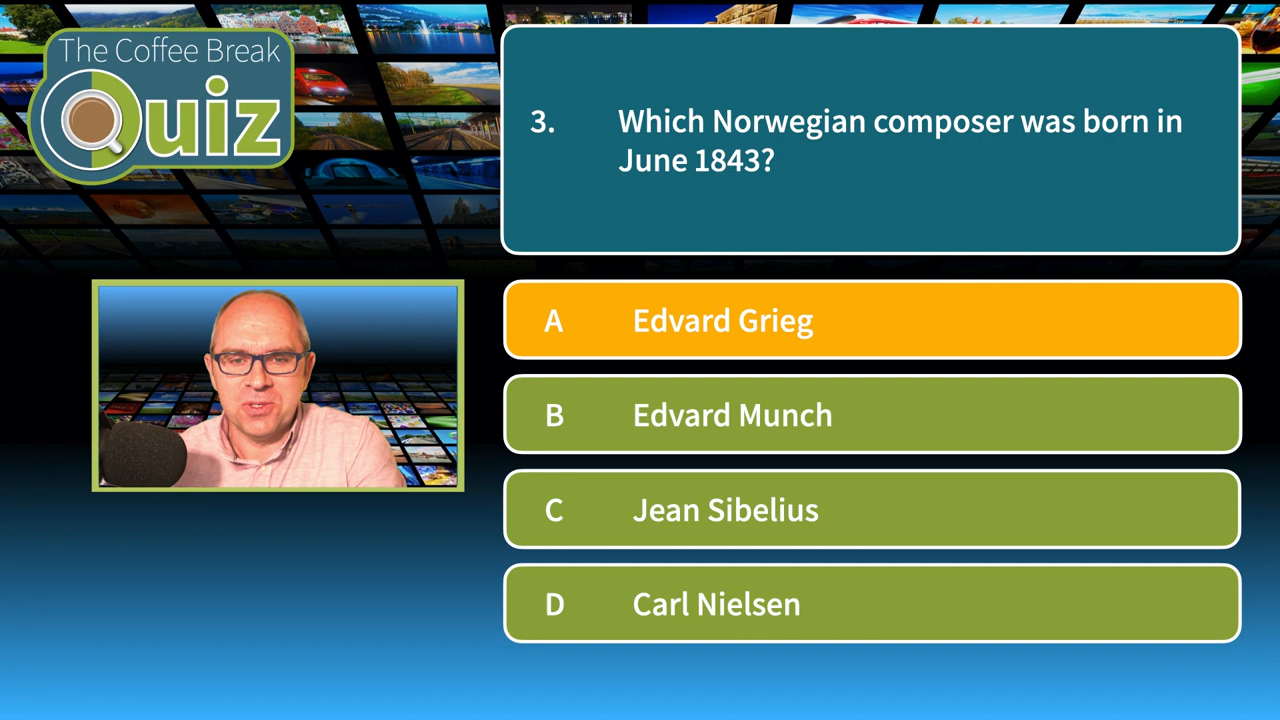 The Coffee Break
Quiz
3. Which Norwegian composer was born in
June 1843?
A Edvard Grieg
B Edvard Munch
C Jean Sibelius
D Carl Nielsen